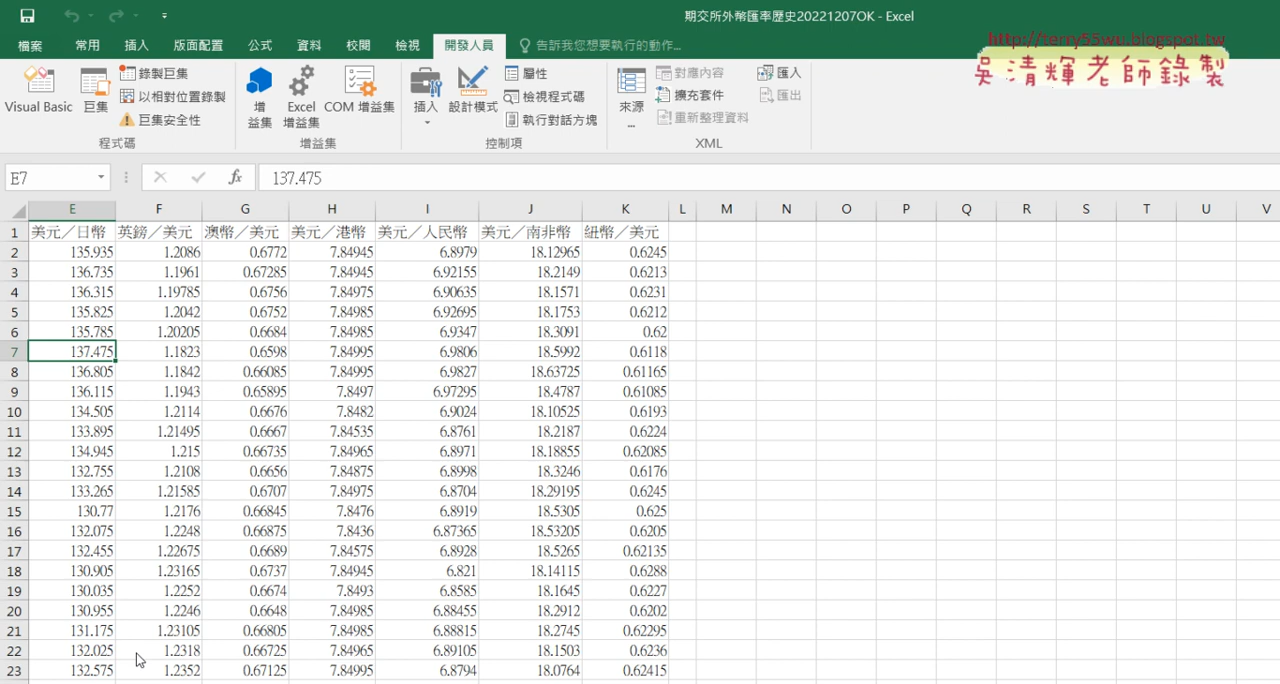 期交所外幣匯率歷史20221207OK - Excel
http://terry55wu.blogspot.tw
吳清輝老師錄製
檔案 常用 插入 版面配置 公式 資料 校閱 檢視 開發人員 告訴我您想要執行的動作...
Visual Basic 巨集 錄製巨集 以相對位置錄製 巨集安全性 增益集 Excel 增益集 COM 增益集 插入 設計模式 屬性 檢視程式碼 執行對話方塊 來源... 對應內容 擴充套件 重新整理資料 匯入 匯出
程式碼 增益集 控制項 XML
E7 fx 137.475
E F G H I J K L M N O P Q R S T U V
1 美元／日幣 英鎊／美元 澳幣／美元 美元／港幣 美元／人民幣 美元／南非幣 紐幣／美元
2 135.935 1.2086 0.6772 7.84945 6.8979 18.12965 0.6245
3 136.735 1.1961 0.67285 7.84945 6.92155 18.2149 0.6213
4 136.315 1.19785 0.6756 7.84975 6.90635 18.1571 0.6231
5 135.825 1.2042 0.6752 7.84985 6.92695 18.1753 0.6212
6 135.785 1.20205 0.6684 7.84985 6.9347 18.3091 0.62
7 137.475 1.1823 0.6598 7.84995 6.9806 18.5992 0.6118
8 136.805 1.1842 0.66085 7.84995 6.9827 18.63725 0.61165
9 136.115 1.1943 0.65895 7.8497 6.97295 18.4787 0.61085
10 134.505 1.2114 0.6676 7.8482 6.9024 18.10525 0.6193
11 133.895 1.21495 0.6667 7.84535 6.8761 18.2187 0.6224
12 134.945 1.215 0.66735 7.84965 6.8971 18.18855 0.62085
13 132.755 1.2108 0.6656 7.84875 6.8998 18.3246 0.6176
14 133.265 1.21585 0.6707 7.84975 6.8704 18.29195 0.6245
15 130.77 1.2176 0.66845 7.8476 6.8919 18.5305 0.625
16 132.075 1.2248 0.66875 7.8436 6.87365 18.53205 0.6205
17 132.455 1.22675 0.6689 7.84575 6.8928 18.5265 0.62135
18 130.905 1.23165 0.6737 7.84945 6.821 18.14115 0.6288
19 130.035 1.2252 0.6674 7.8493 6.8585 18.1645 0.6227
20 130.955 1.2246 0.6648 7.84985 6.88455 18.2912 0.6202
21 131.175 1.23105 0.66805 7.84985 6.88815 18.2745 0.62295
22 132.025 1.2318 0.66725 7.84965 6.89105 18.1503 0.6236
23 132.575 1.2352 0.67125 7.84995 6.8794 18.0764 0.62415